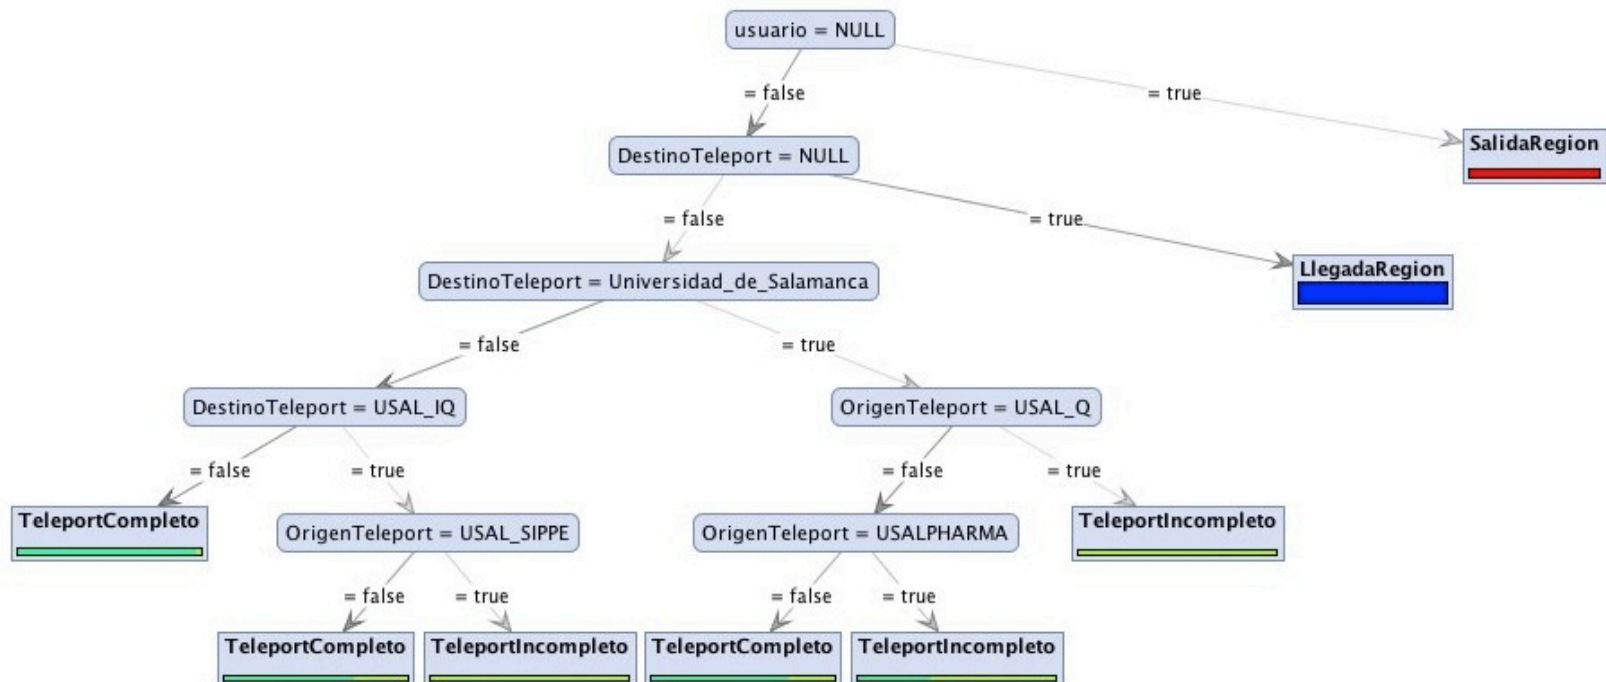 usuario = NULL
= false
= true
SalidaRegion
DestinoTeleport = NULL
= false
= true
LlegadaRegion
DestinoTeleport = Universidad_de_Salamanca
= false
= true
DestinoTeleport = USAL_IQ
OrigenTeleport = USAL_Q
= false
= true
= false
= true
TeleportCompleto
OrigenTeleport = USAL_SIPPE
OrigenTeleport = USALPHARMA
TeleportIncompleto
= false
= true
= false
= true
TeleportCompleto
TeleportIncompleto
TeleportCompleto
TeleportIncompleto